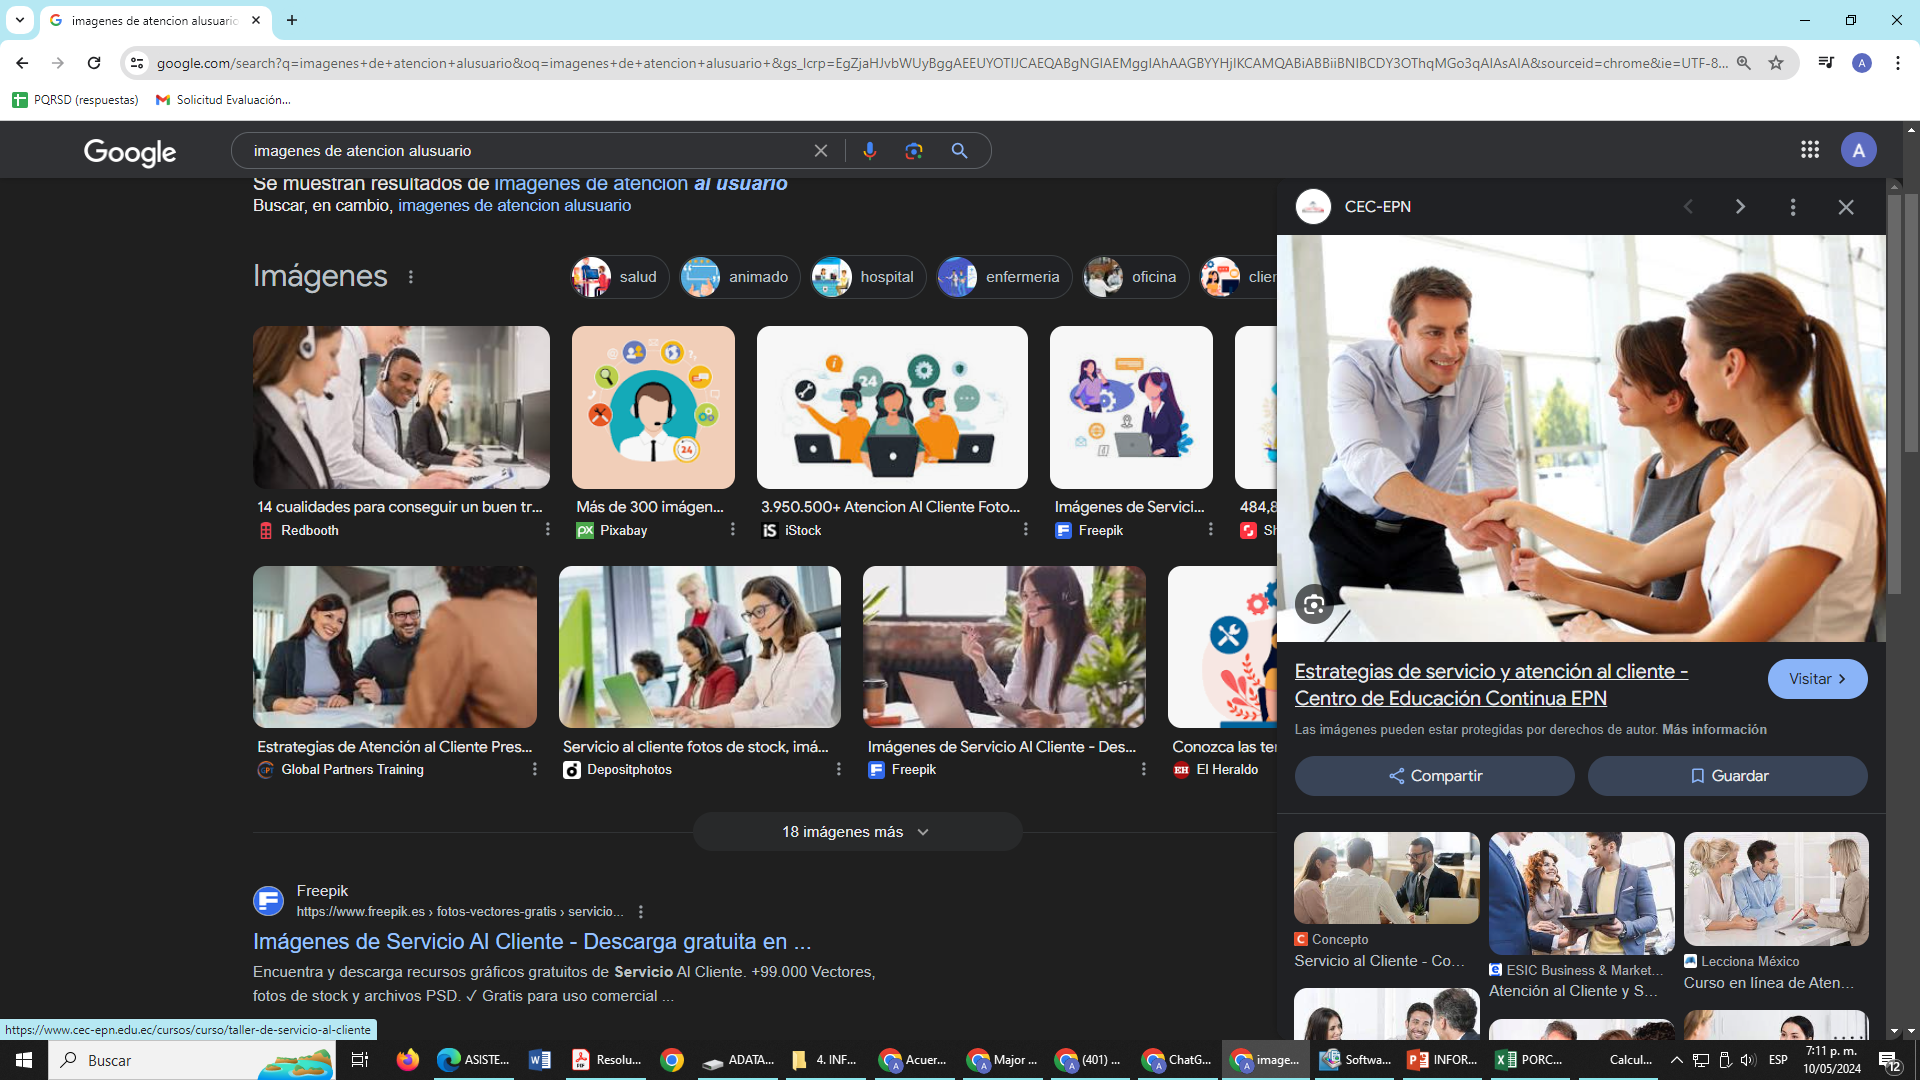 imagenes de atencion alusuario
google.com/search?q=imagenes+de+atencion+alusuario&oq=imagenes+de+atencion+alusuario+&gs_lcrp=EgZjaHJvbWUyBggAEEUYOTIJCAEQABgNGIAEMggIAhAAGBYYHjIKCAMQABiABBiiBNIBCDY3OThqMGo3qAIAsAIA&sourceid=chrome&ie=UTF-8...
PQRSD (respuestas)
Solicitud Evaluación...
Google
imagenes de atencion alusuario
A
Se muestran resultados de imagenes de atencion al usuario
Buscar, en cambio, imagenes de atencion alusuario
Imágenes
salud
animado
hospital
enfermeria
oficina
clien
14 cualidades para conseguir un buen tr...
Redbooth
Más de 300 imágen...
Pixabay
3.950.500+ Atencion Al Cliente Foto...
iStock
Imágenes de Servici...
Freepik
484,8
Sh
Estrategias de Atención al Cliente Pres...
Global Partners Training
Servicio al cliente fotos de stock, imá...
Depositphotos
Imágenes de Servicio Al Cliente - Des...
Freepik
Conozca las ter
El Heraldo
18 imágenes más
Freepik
https://www.freepik.es › fotos-vectores-gratis › servicio...
Imágenes de Servicio Al Cliente - Descarga gratuita en ...
Encuentra y descarga recursos gráficos gratuitos de Servicio Al Cliente. +99.000 Vectores,
fotos de stock y archivos PSD. ✓ Gratis para uso comercial ...
CEC-EPN
Estrategias de servicio y atención al cliente -
Centro de Educación Continua EPN
Visitar
Las imágenes pueden estar protegidas por derechos de autor. Más información
Compartir
Guardar
Concepto
Servicio al Cliente - Co...
ESIC Business & Market...
Atención al Cliente y S...
Lecciona México
Curso en línea de Aten...
https://www.cec-epn.edu.ec/cursos/curso/taller-de-servicio-al-cliente
Buscar
ASISTE...
Resolu...
ADATA...
4. INF...
Acuer...
Major ...
(401) ...
ChatG...
image...
Softwa...
INFOR...
PORC...
Calcul...
ESP
7:11 p. m.
10/05/2024
12